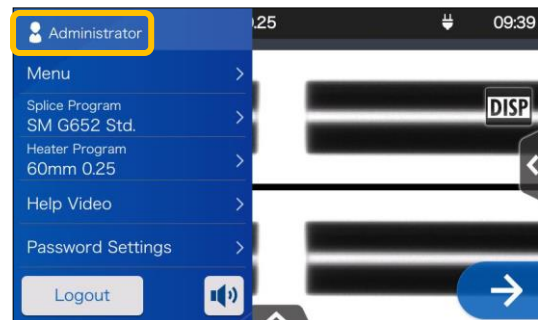 Administrator
.25
09:39
Menu
Splice Program
SM G652 Std.
DISP
Heater Program
60mm 0.25
Help Video
Password Settings
Logout